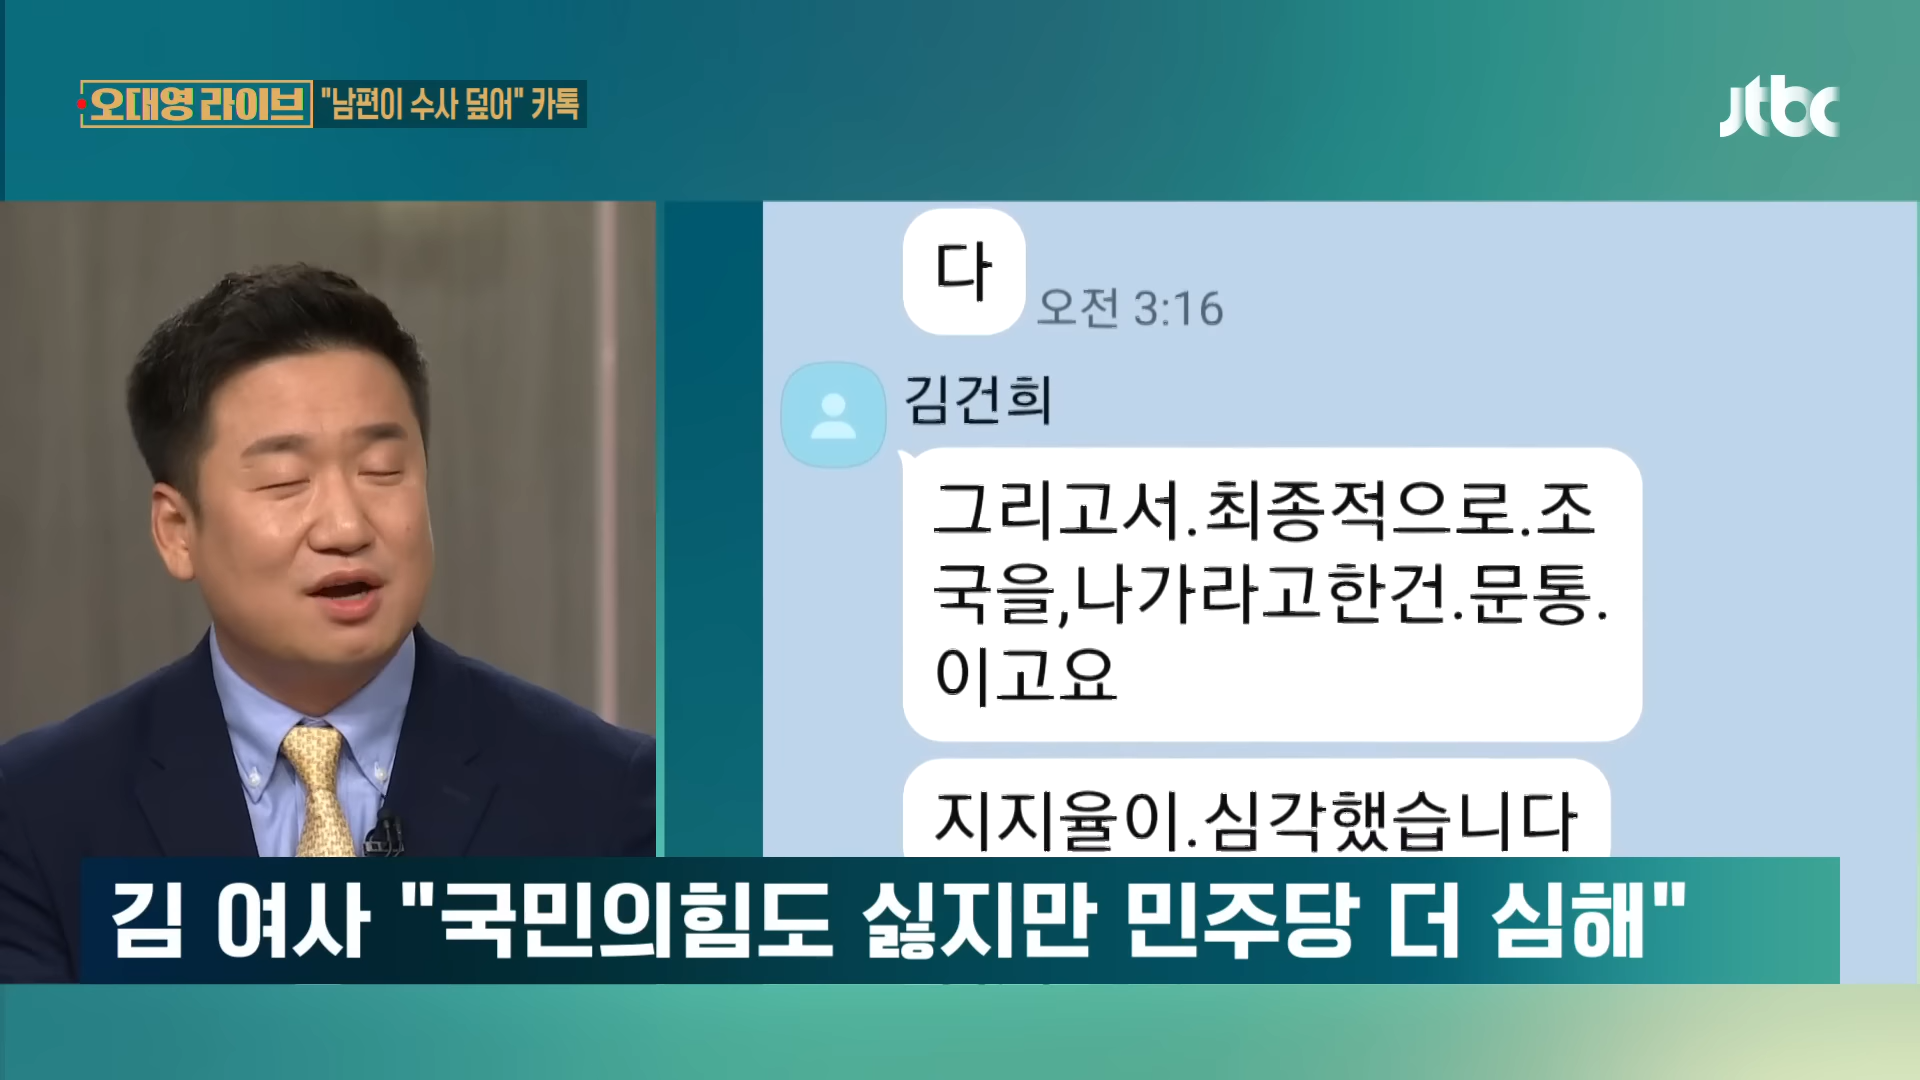 오대영 라이브 "남편이 수사 덮어" 카톡
jtbc
다
오전 3:16
김건희
그리고서.최종적으로.조
국을,나가라고한건.문통.
이고요
지지율이.심각했습니다
김 여사 "국민의힘도 싫지만 민주당 더 심해"